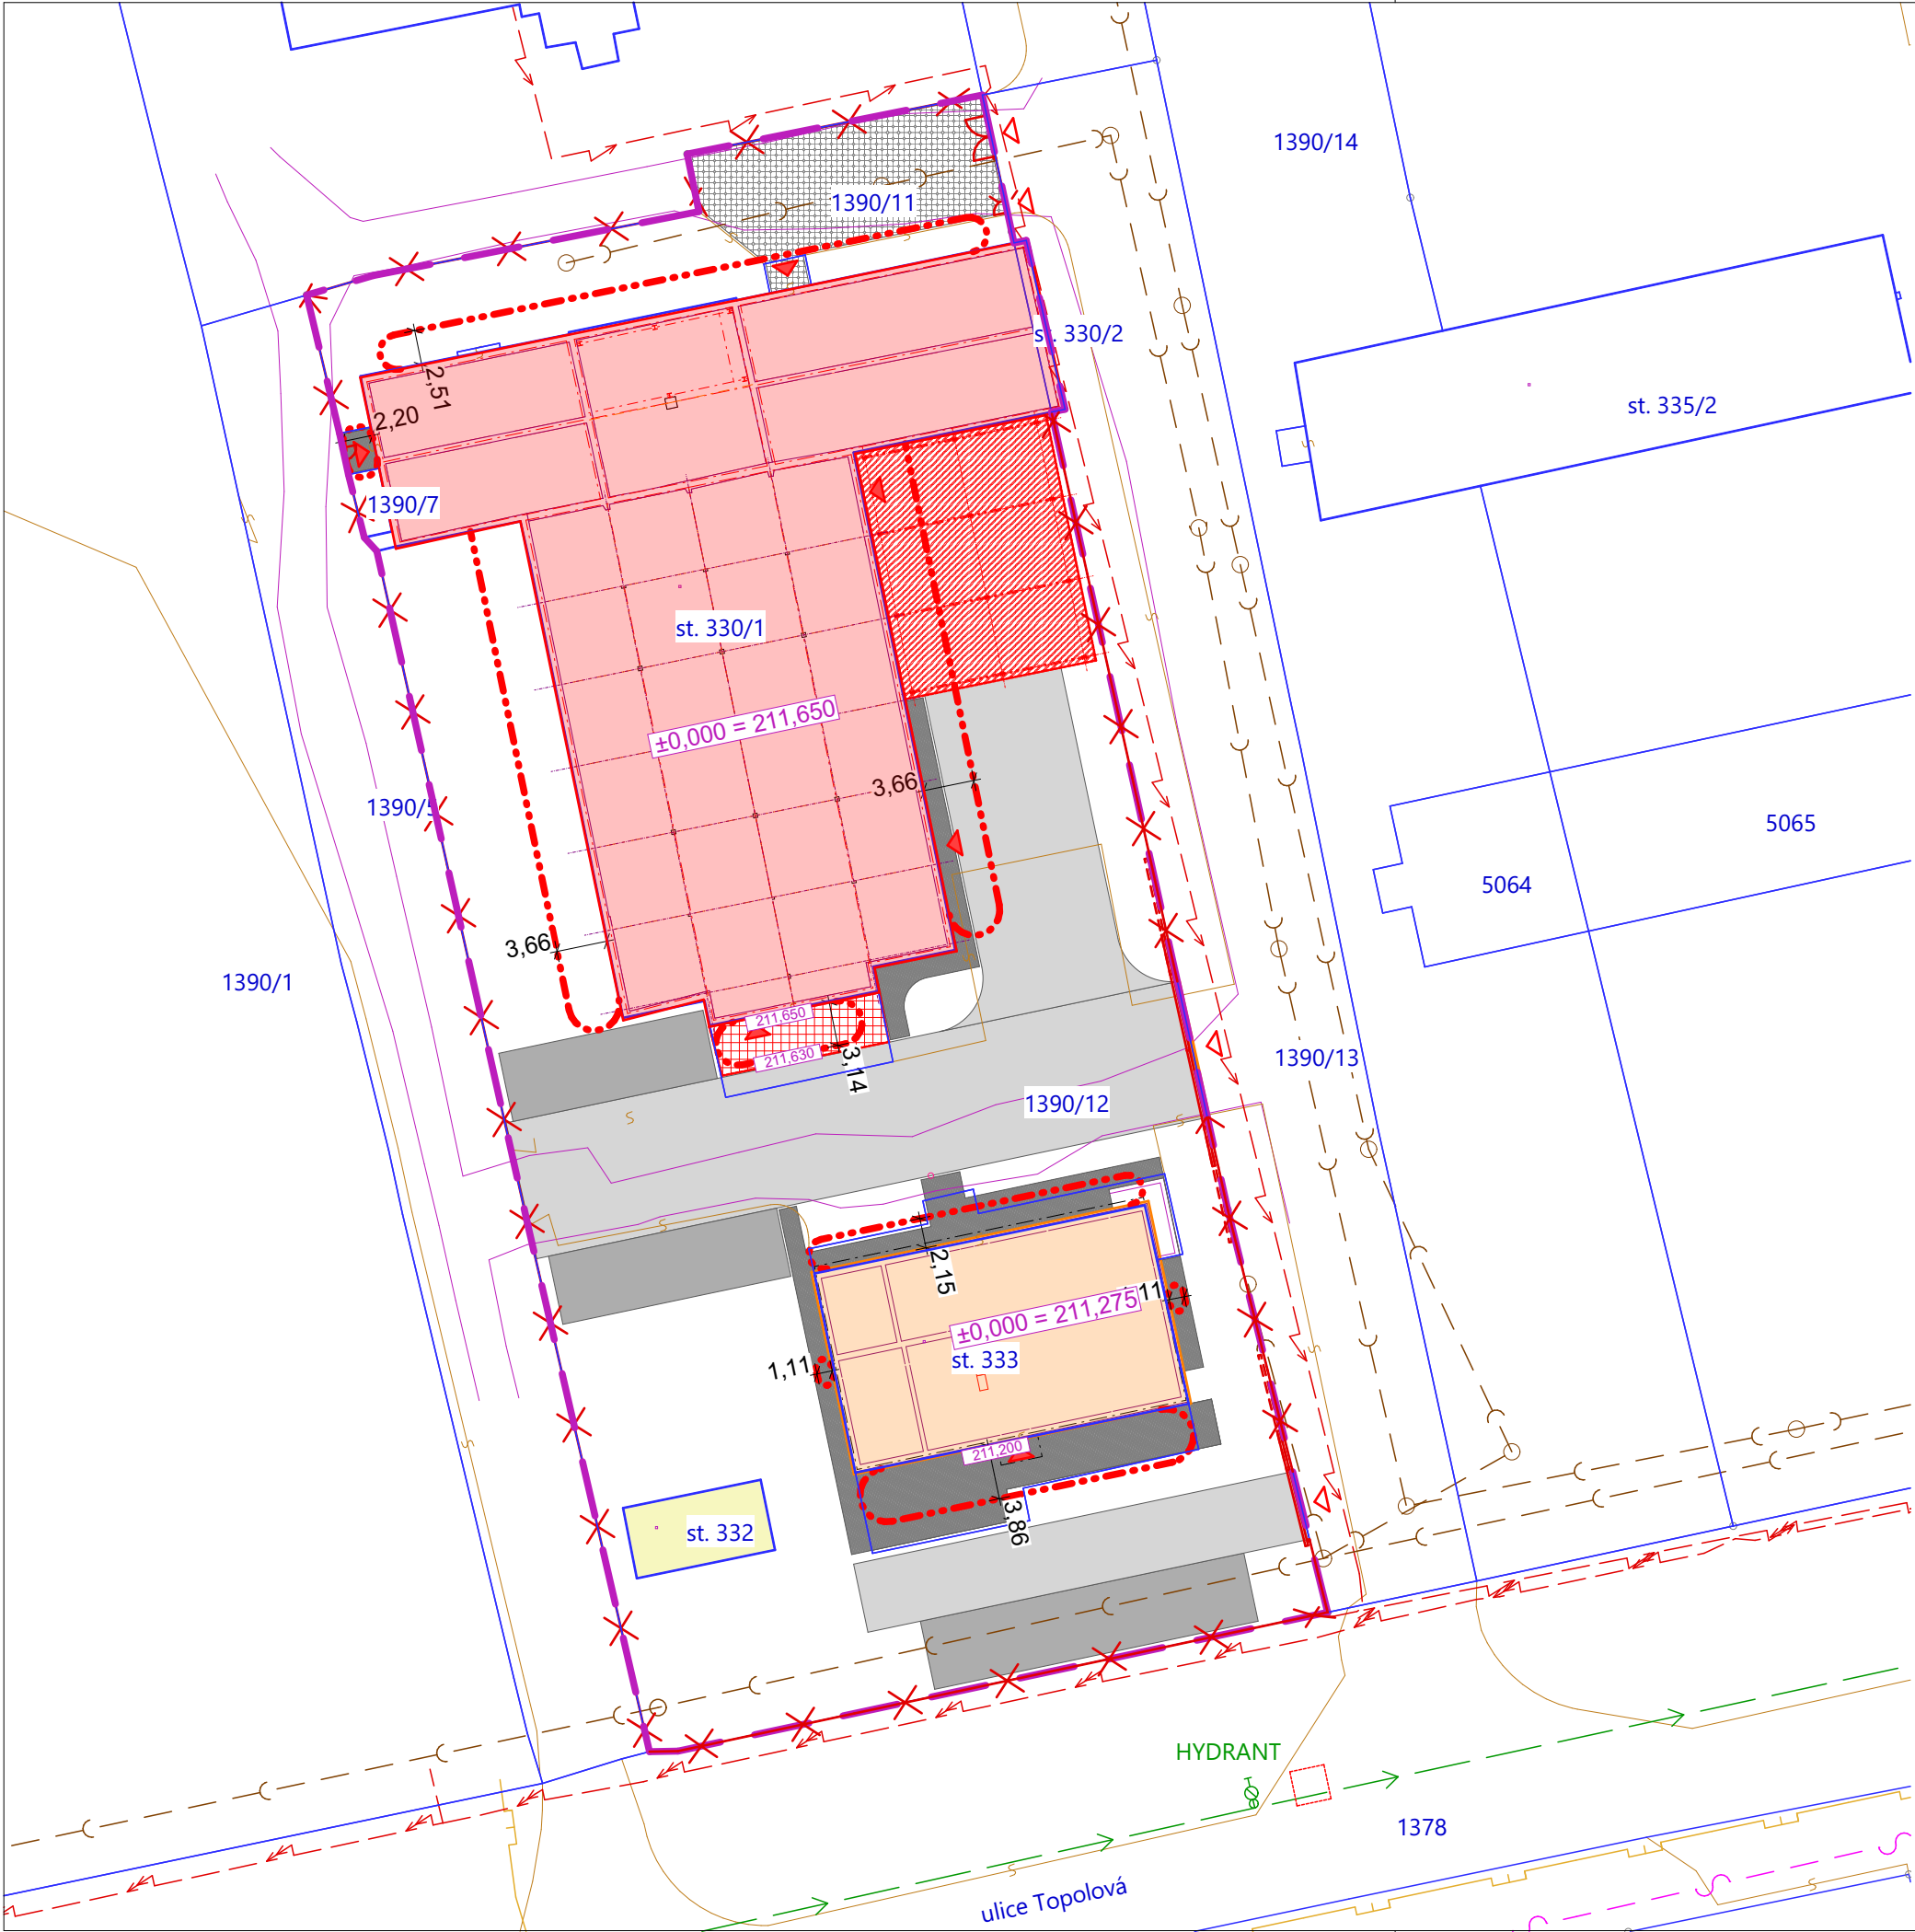 1390/14
1390/11
st. 330/2
2,51
2,20
st. 335/2
1390/7
st. 330/1
±0,000 = 211,650
3,66
1390/5
5065
5064
3,66
1390/1
211,650
211,630
3,14
1390/13
1390/12
2,15
11
±0,000 = 211,275
st. 333
1,11
211,200
3,86
st. 332
HYDRANT
1378
ulice Topolová